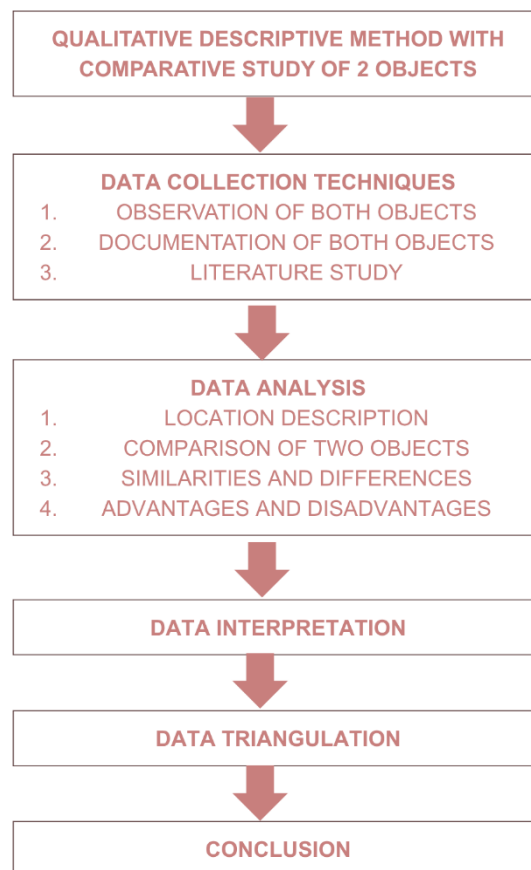 QUALITATIVE DESCRIPTIVE METHOD WITH
COMPARATIVE STUDY OF 2 OBJECTS
DATA COLLECTION TECHNIQUES
1. OBSERVATION OF BOTH OBJECTS
2. DOCUMENTATION OF BOTH OBJECTS
3. LITERATURE STUDY
DATA ANALYSIS
1. LOCATION DESCRIPTION
2. COMPARISON OF TWO OBJECTS
3. SIMILARITIES AND DIFFERENCES
4. ADVANTAGES AND DISADVANTAGES
DATA INTERPRETATION
DATA TRIANGULATION
CONCLUSION